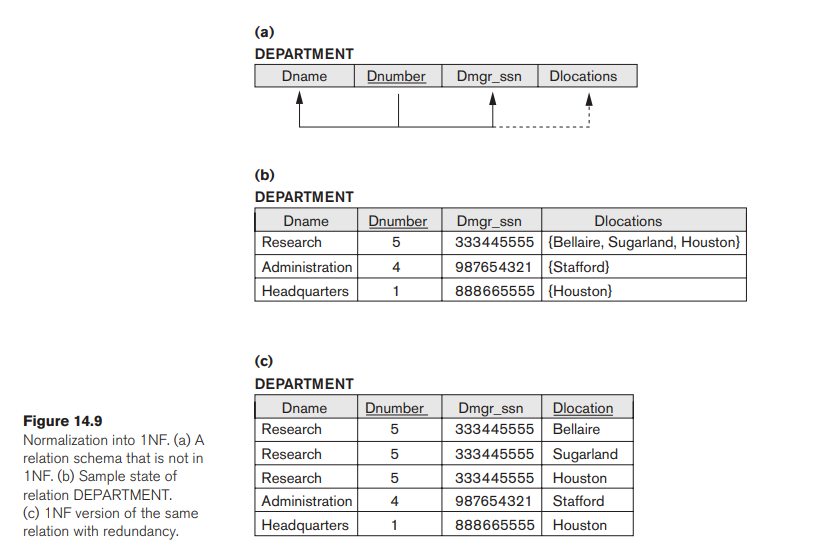 (a)
DEPARTMENT
Dname Dnumber Dmgr_ssn Dlocations
(b)
DEPARTMENT
Dname Dnumber Dmgr_ssn Dlocations
Research 5 333445555 {Bellaire, Sugarland, Houston}
Administration 4 987654321 {Stafford}
Headquarters 1 888665555 {Houston}
(c)
DEPARTMENT
Dname Dnumber Dmgr_ssn Dlocation
Research 5 333445555 Bellaire
Research 5 333445555 Sugarland
Research 5 333445555 Houston
Administration 4 987654321 Stafford
Headquarters 1 888665555 Houston
Figure 14.9
Normalization into 1NF. (a) A
relation schema that is not in
1NF. (b) Sample state of
relation DEPARTMENT.
(c) 1NF version of the same
relation with redundancy.